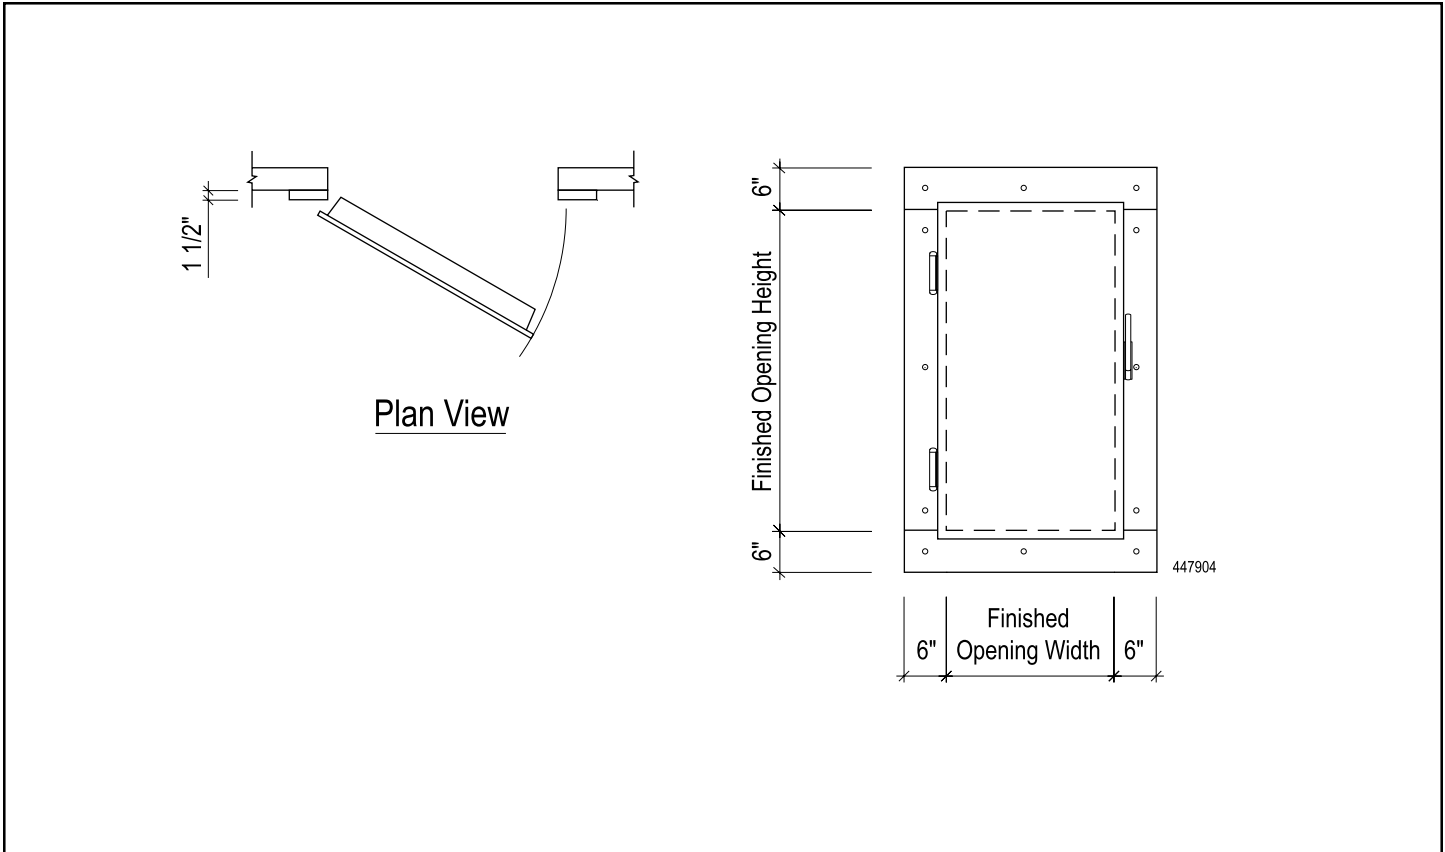 1 1/2"
Plan View
6"
Finished Opening Height
6"
447904
Finished
6" Opening Width 6"